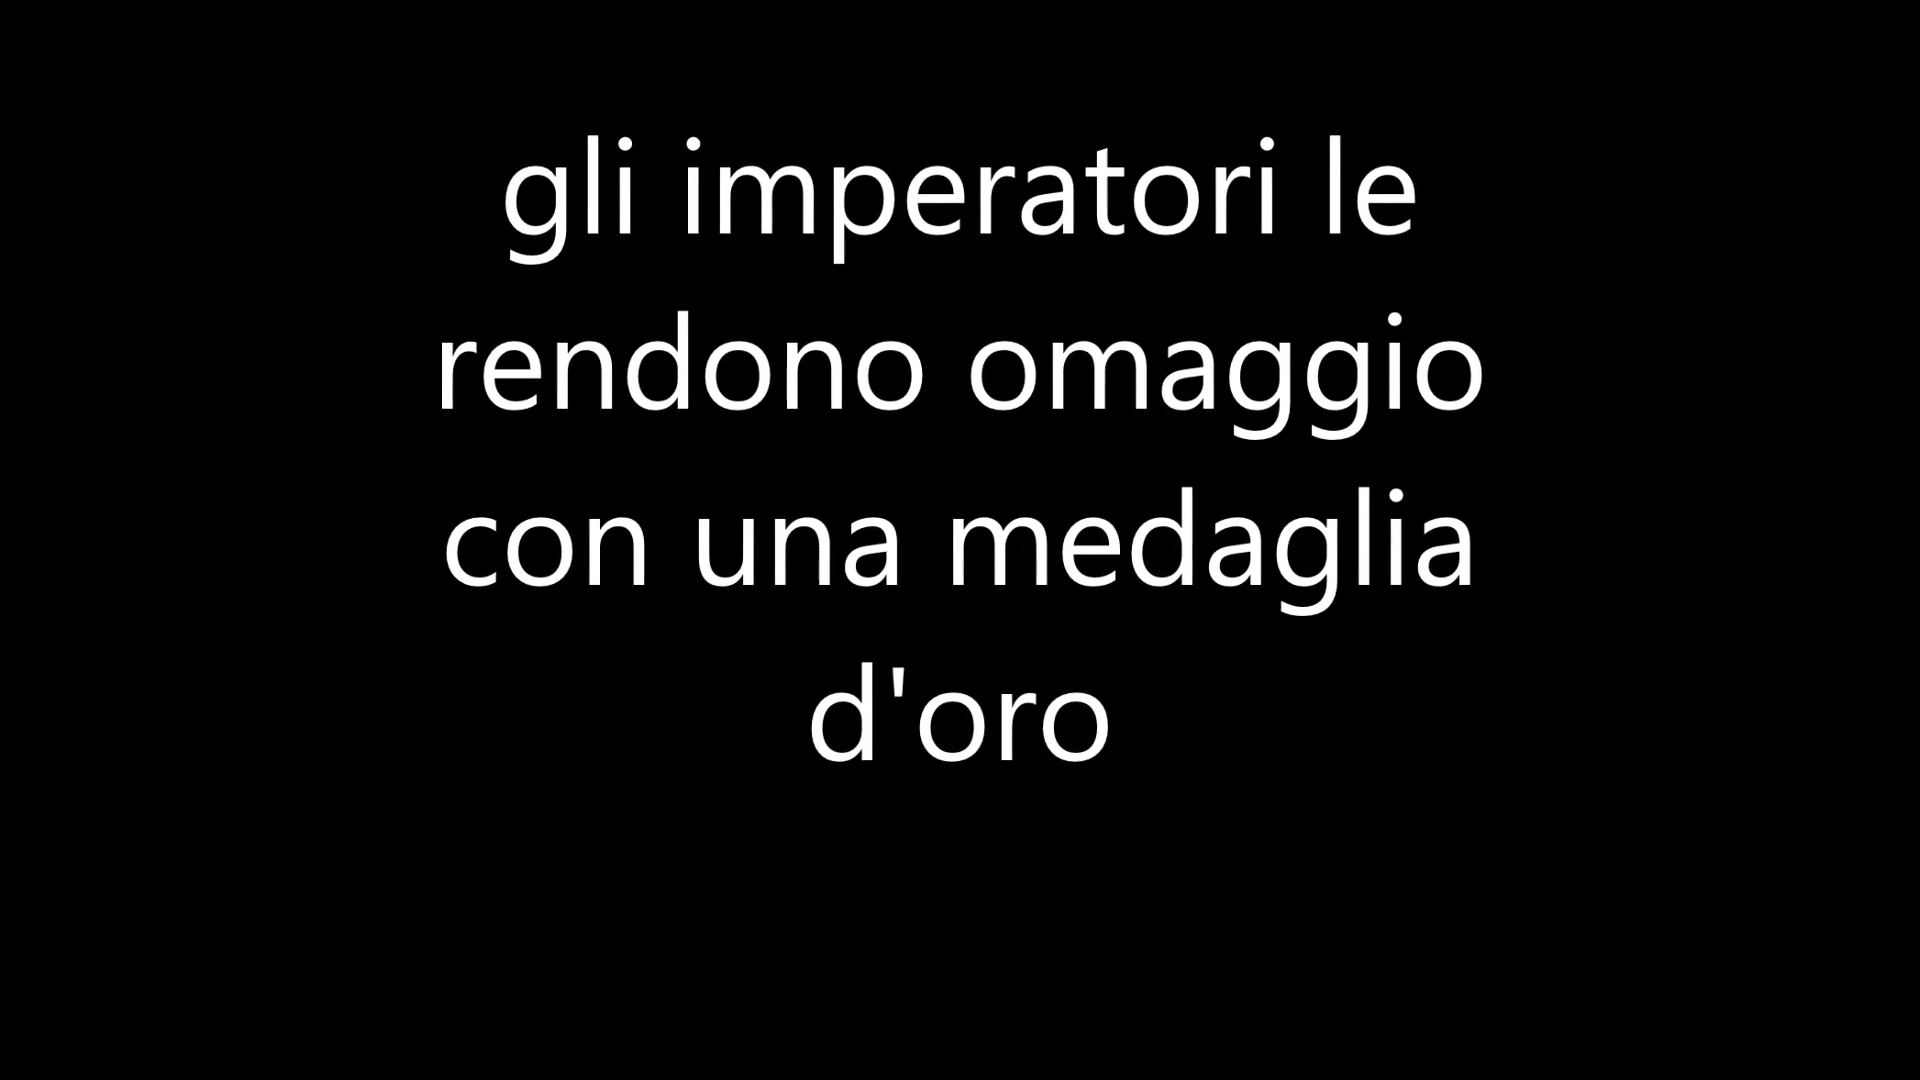 gli imperatori le
rendono omaggio
con una medaglia
d'oro